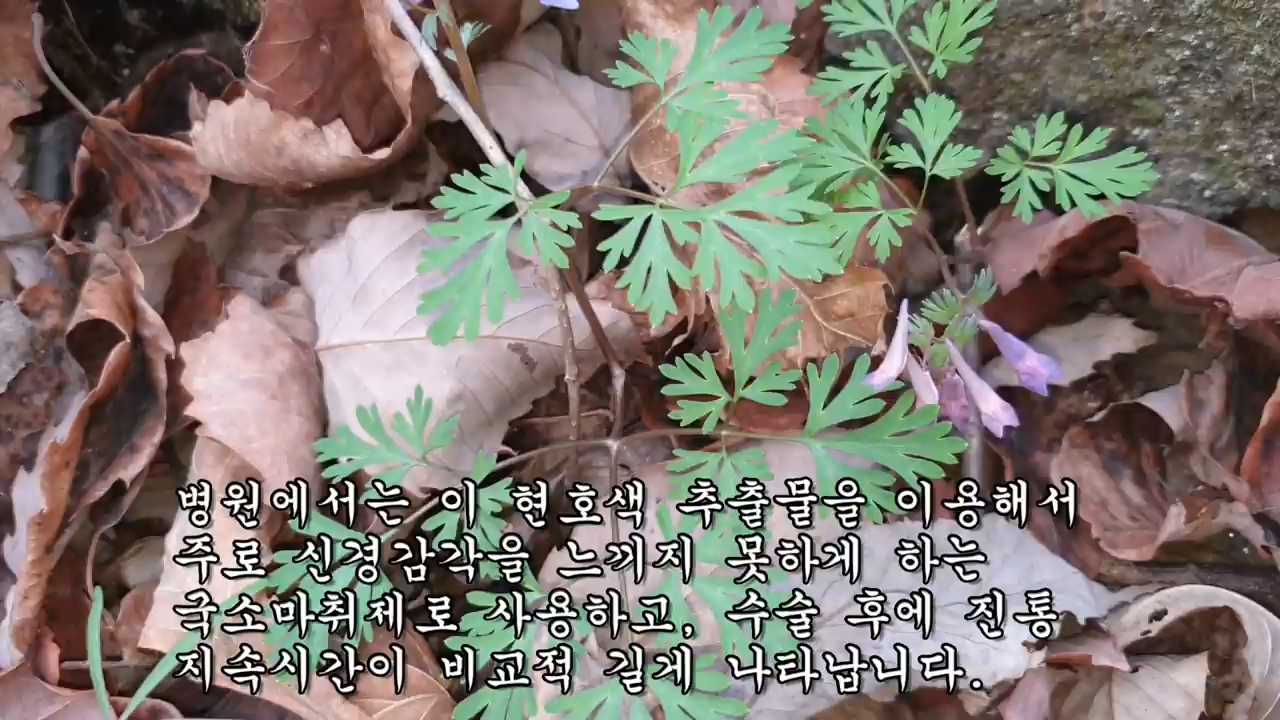 병원에서는 이 현호색 추출물을 이용해서
주로 신경감각을 느끼지 못하게 하는
국소마취제로 사용하고, 수술 후에 진통
지속시간이 비교적 길게 나타납니다.